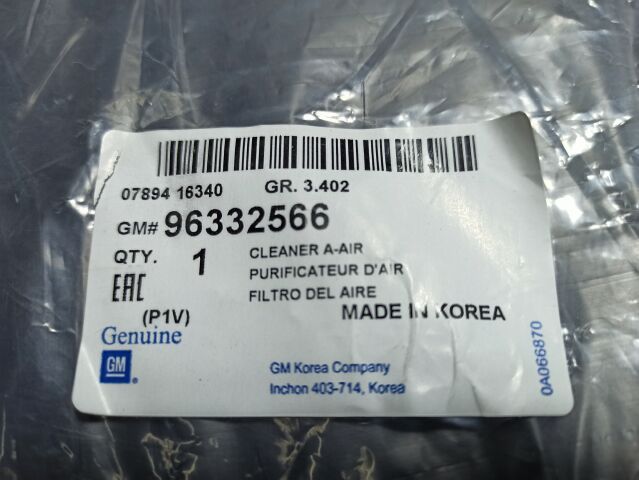 07894 16340 GR. 3.402
GM# 96332566
QTY. 1 CLEANER A-AIR
PURIFICATEUR D'AIR
EAC FILTRO DEL AIRE
(P1V) MADE IN KOREA
Genuine
GM
GM Korea Company
Inchon 403-714, Korea
0A066870